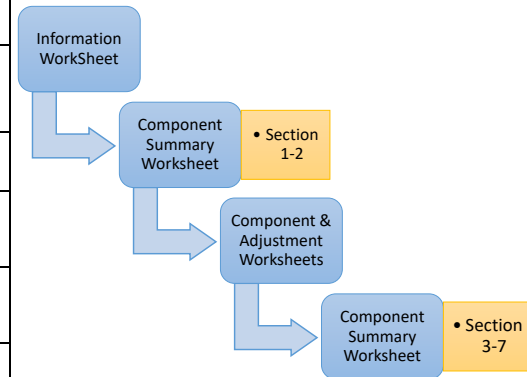 Information
WorkSheet
Component
Summary
Worksheet
• Section
1-2
Component &
Adjustment
Worksheets
Component
Summary
Worksheet
• Section
3-7